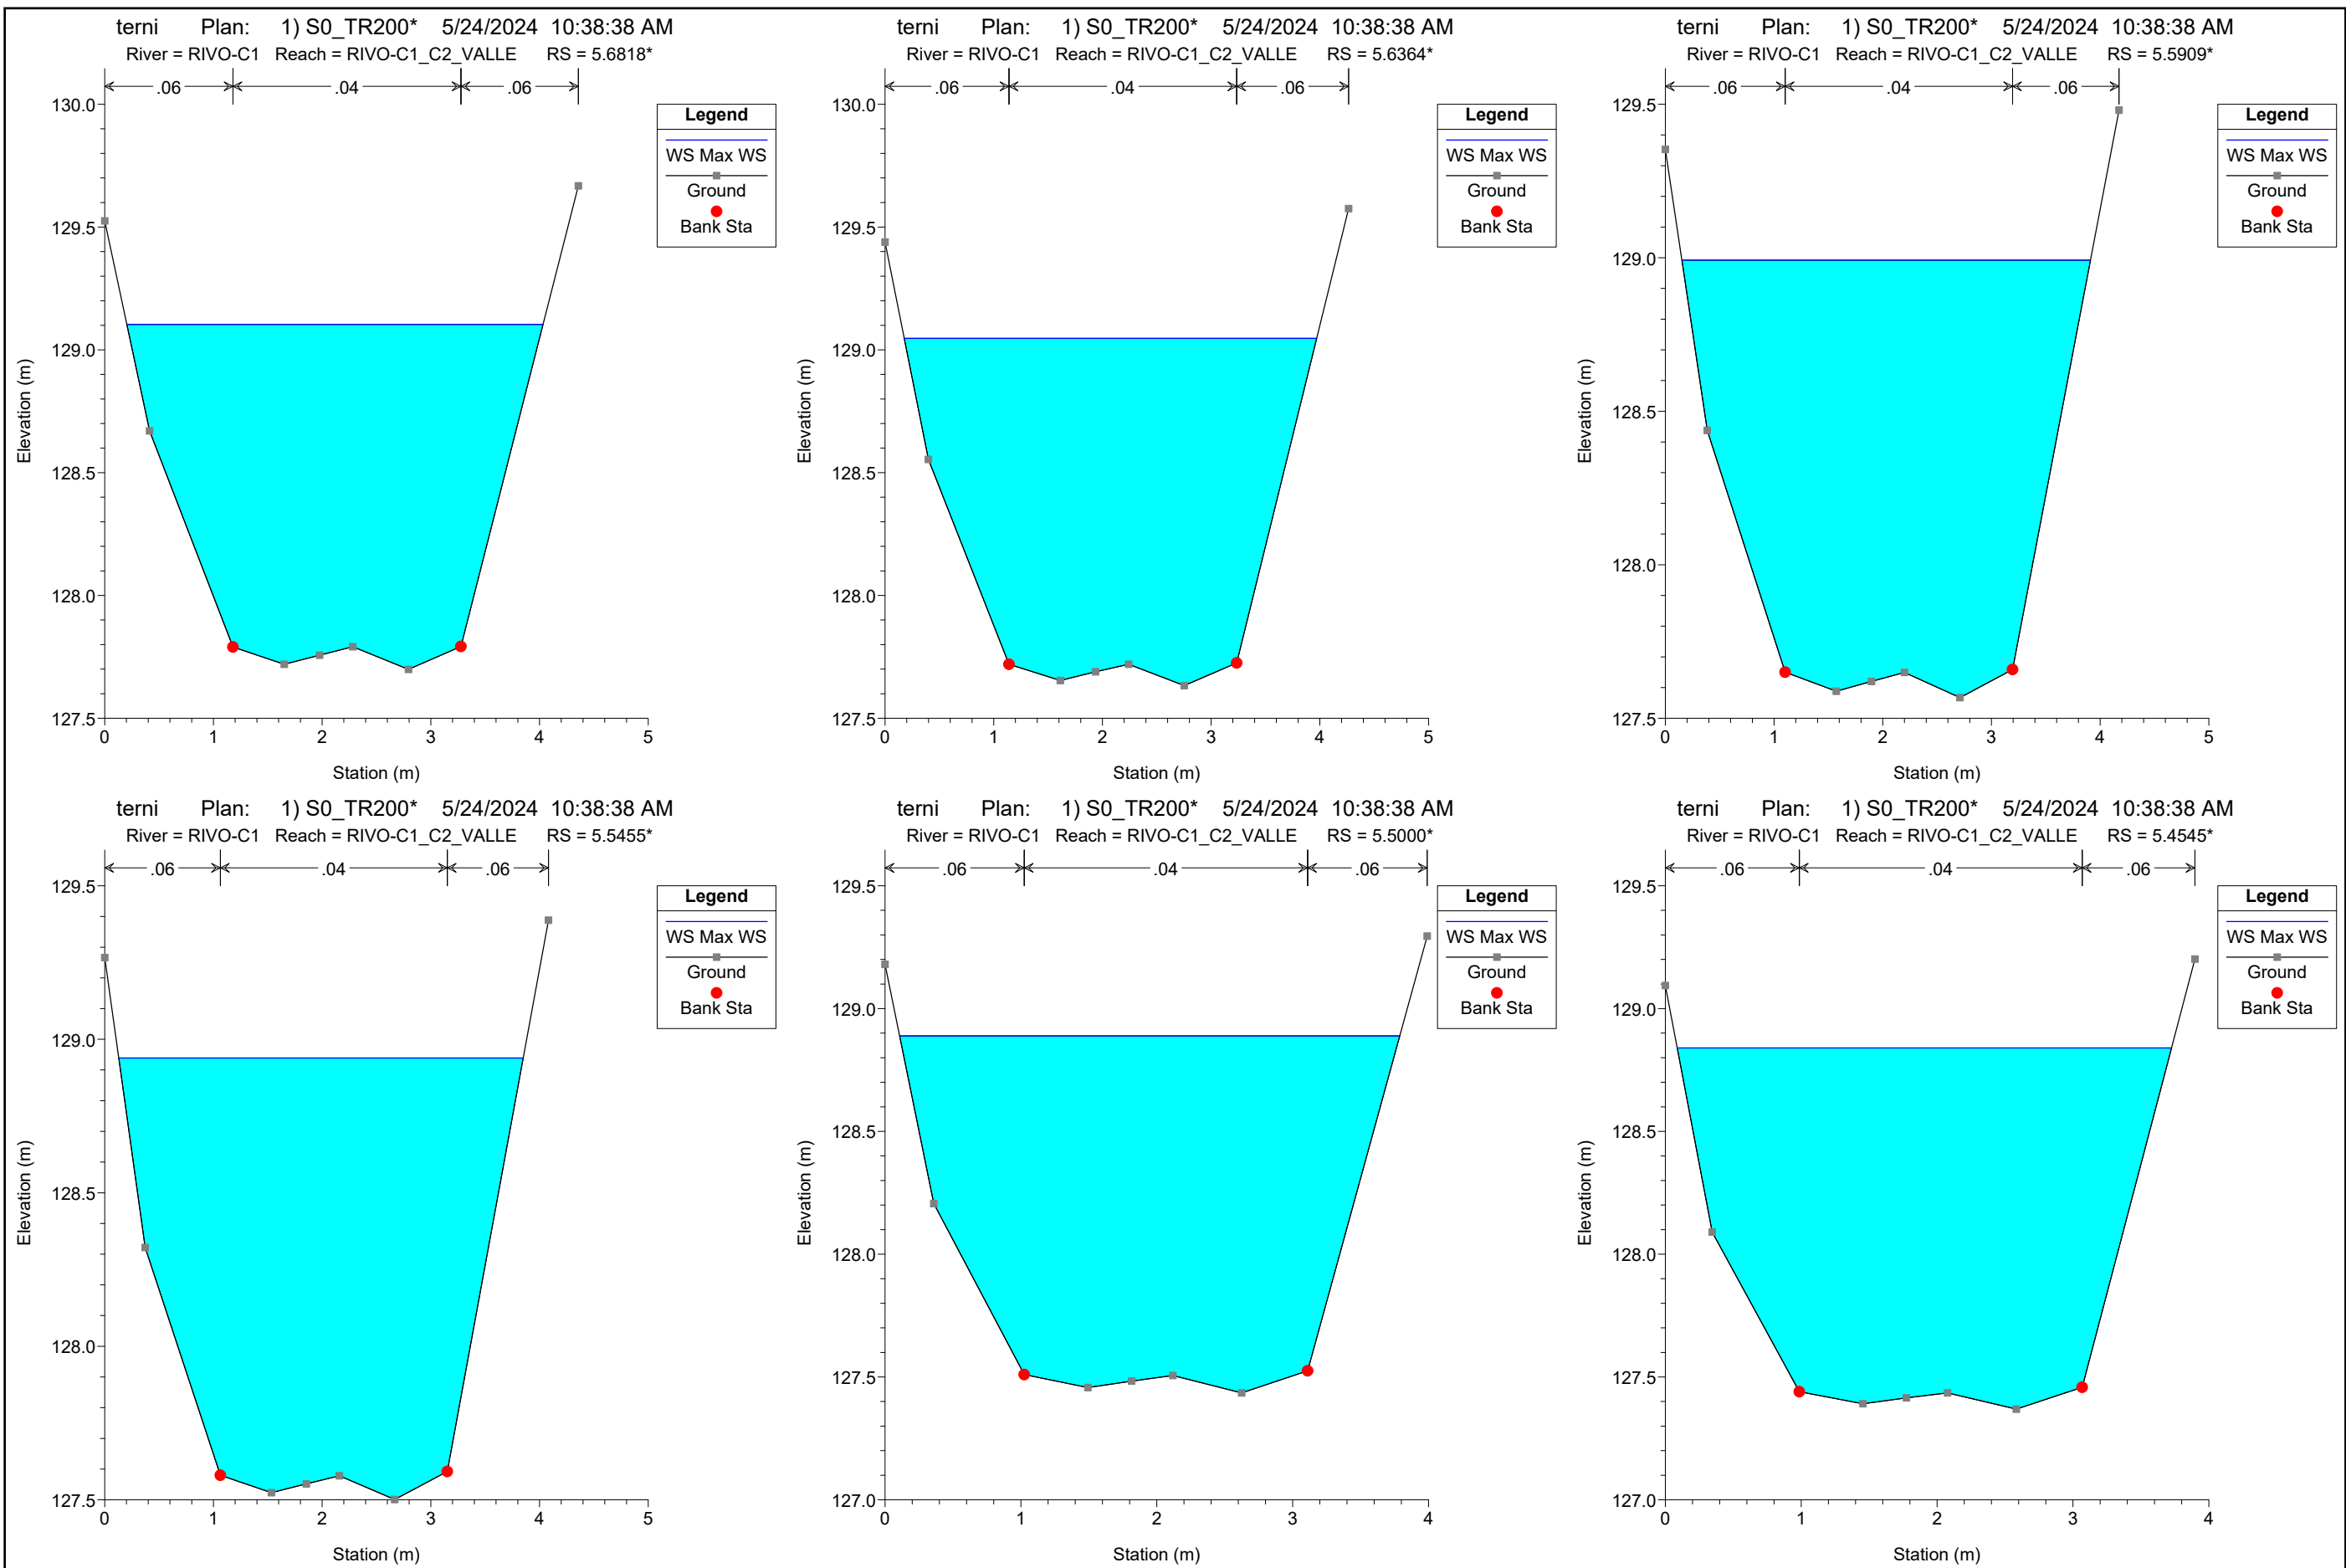 terni Plan: 1) S0_TR200* 5/24/2024 10:38:38 AM
River = RIVO-C1 Reach = RIVO-C1_C2_VALLE RS = 5.6818*
.06 .04 .06
130.0
129.5
129.0
128.5
128.0
127.5
0 1 2 3 4 5
Station (m)
Elevation (m)
Legend
WS Max WS
Ground
Bank Sta
terni Plan: 1) S0_TR200* 5/24/2024 10:38:38 AM
River = RIVO-C1 Reach = RIVO-C1_C2_VALLE RS = 5.6364*
.06 .04 .06
130.0
129.5
129.0
128.5
128.0
127.5
0 1 2 3 4 5
Station (m)
Elevation (m)
Legend
WS Max WS
Ground
Bank Sta
terni Plan: 1) S0_TR200* 5/24/2024 10:38:38 AM
River = RIVO-C1 Reach = RIVO-C1_C2_VALLE RS = 5.5909*
.06 .04 .06
129.5
129.0
128.5
128.0
127.5
0 1 2 3 4 5
Station (m)
Elevation (m)
Legend
WS Max WS
Ground
Bank Sta
terni Plan: 1) S0_TR200* 5/24/2024 10:38:38 AM
River = RIVO-C1 Reach = RIVO-C1_C2_VALLE RS = 5.5455*
.06 .04 .06
129.5
129.0
128.5
128.0
127.5
0 1 2 3 4 5
Station (m)
Elevation (m)
Legend
WS Max WS
Ground
Bank Sta
terni Plan: 1) S0_TR200* 5/24/2024 10:38:38 AM
River = RIVO-C1 Reach = RIVO-C1_C2_VALLE RS = 5.5000*
.06 .04 .06
129.5
129.0
128.5
128.0
127.5
127.0
0 1 2 3 4
Station (m)
Elevation (m)
Legend
WS Max WS
Ground
Bank Sta
terni Plan: 1) S0_TR200* 5/24/2024 10:38:38 AM
River = RIVO-C1 Reach = RIVO-C1_C2_VALLE RS = 5.4545*
.06 .04 .06
129.5
129.0
128.5
128.0
127.5
127.0
0 1 2 3 4
Station (m)
Elevation (m)
Legend
WS Max WS
Ground
Bank Sta